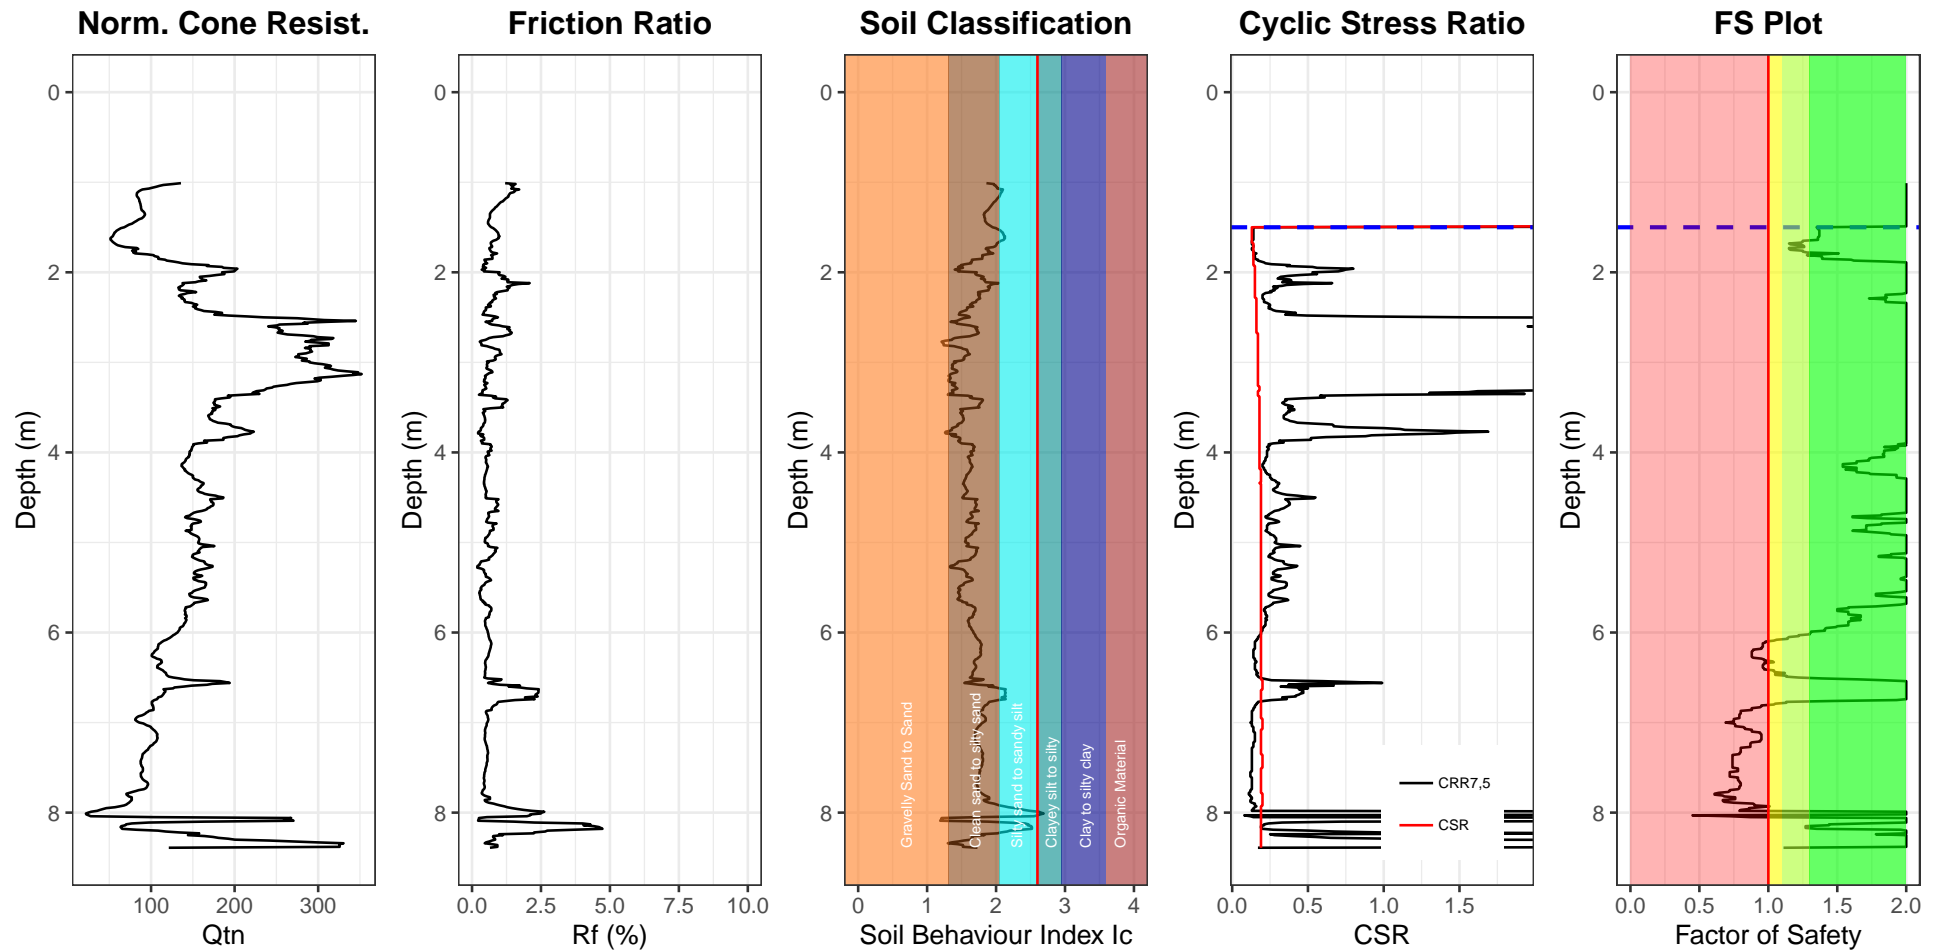 Norm. Cone Resist.
Friction Ratio
Soil Classification
Cyclic Stress Ratio
FS Plot
Depth (m)
0
2
4
6
8
100
200
300
Qtn
Depth (m)
0
2
4
6
8
0.0
2.5
5.0
7.5
10.0
Rf (%)
Depth (m)
0
2
4
6
8
Gravelly Sand to Sand
Clean sand to silty sand
Silty sand to sandy silt
Clayey silt to silty
Clay to silty clay
Organic Material
0
1
2
3
4
Soil Behaviour Index Ic
Depth (m)
0
2
4
6
8
CRR7,5
CSR
0.0
0.5
1.0
1.5
CSR
Depth (m)
0
2
4
6
8
0.0
0.5
1.0
1.5
2.0
Factor of Safety